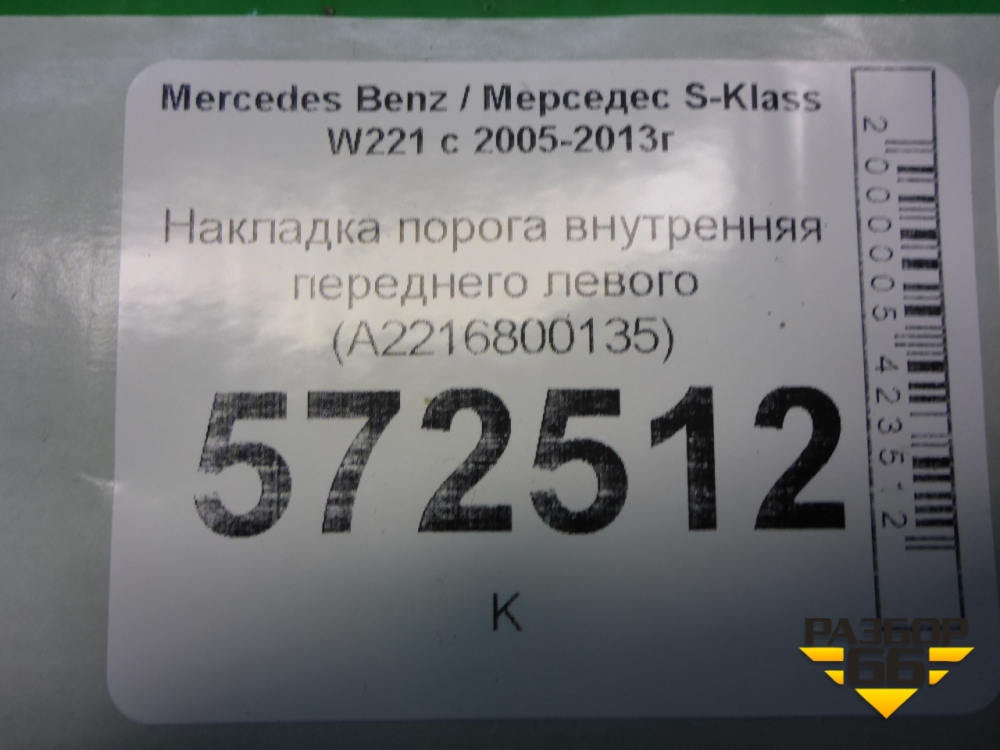 Mercedes Benz / Мерседес S-Klass
W221 с 2005-2013г
Накладка порога внутренняя
переднего левого
(A2216800135)
572512
К
2000005423512
РАЗБОР
66